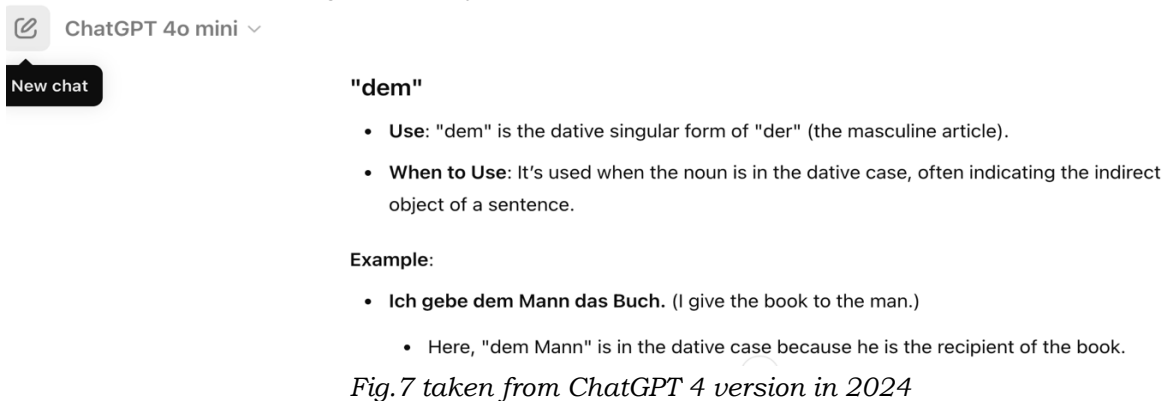 ChatGPT 4o mini
New chat
"dem"
• Use: "dem" is the dative singular form of "der" (the masculine article).
• When to Use: It's used when the noun is in the dative case, often indicating the indirect
object of a sentence.
Example:
• Ich gebe dem Mann das Buch. (I give the book to the man.)
• Here, "dem Mann" is in the dative case because he is the recipient of the book.
Fig.7 taken from ChatGPT 4 version in 2024